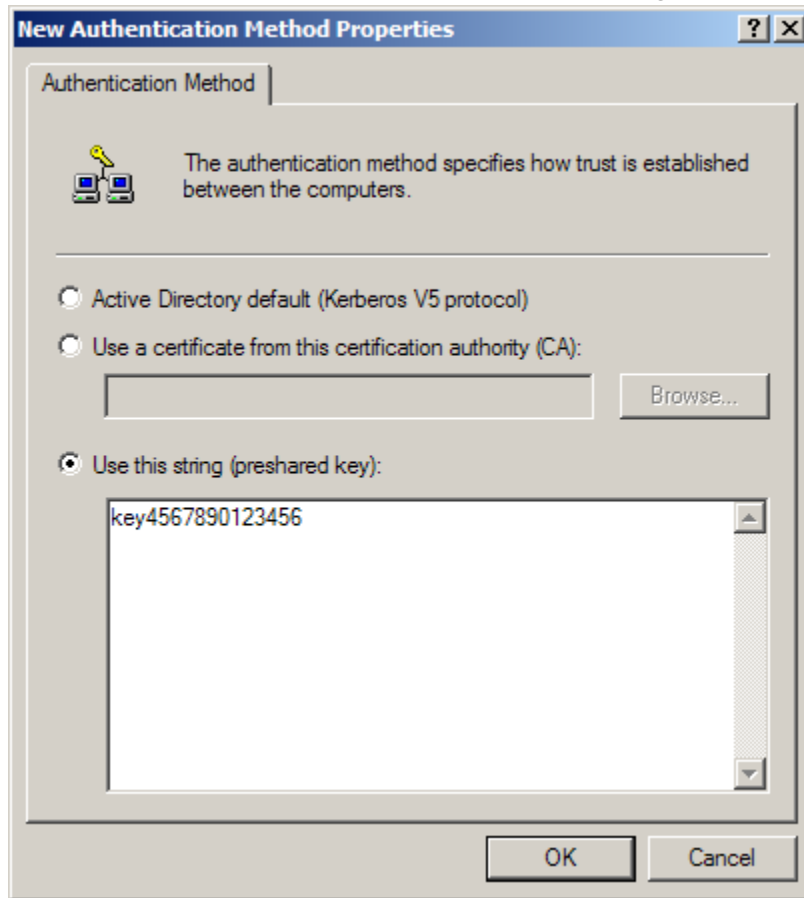 New Authentication Method Properties
?
Authentication Method
The authentication method specifies how trust is established
between the computers.
Active Directory default (Kerberos V5 protocol)
Use a certificate from this certification authority (CA):
Browse...
Use this string (preshared key):
key4567890123456
OK Cancel